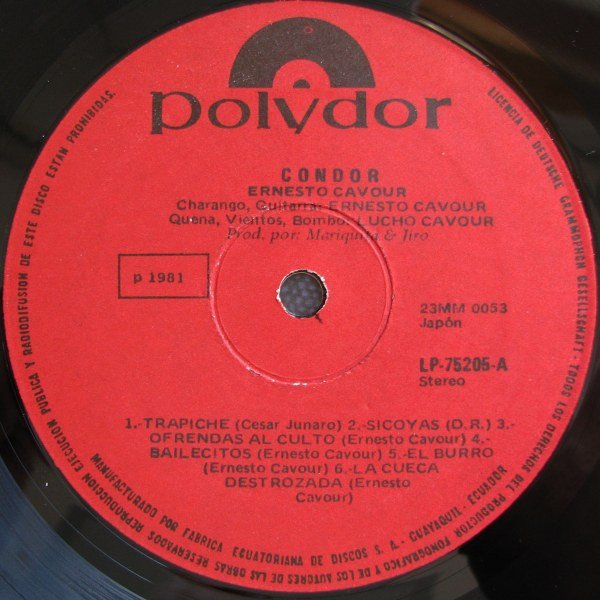 polydor
CONDOR
ERNESTO CAVOUR
Charango, Guitarra: ERNESTO CAVOUR
Quena, Vientos, Bombo: LUCHO CAVOUR
Prod. por: Mariquita & Jiro
p 1981
23MM 0053
Japón
LP-75205-A
Stereo
1.-TRAPICHE (Cesar Junaro) 2.-SICOYAS (D.R.) 3.-
OFRENDAS AL CULTO (Ernesto Cavour) 4.-
BAILECITOS (Ernesto Cavour) 5.-EL BURRO
(Ernesto Cavour) 6.-LA CUECA
DESTROZADA (Ernesto
Cavour)
LICENCIA DE DEUTSCHE GRAMMOPHON GESELLSCHAFT - TODOS LOS DERECHOS DEL PRODUCTOR FONOGRAFICO Y DE LOS AUTORES DE LAS OBRAS RESERVADOS REPRODUCCION EJECUCION PUBLICA Y RADIODIFUSION DE ESTE DISCO ESTAN PROHIBIDAS.
MANUFACTURADO POR FABRICA ECUATORIANA DE DISCOS S. A. - GUAYAQUIL ECUADOR